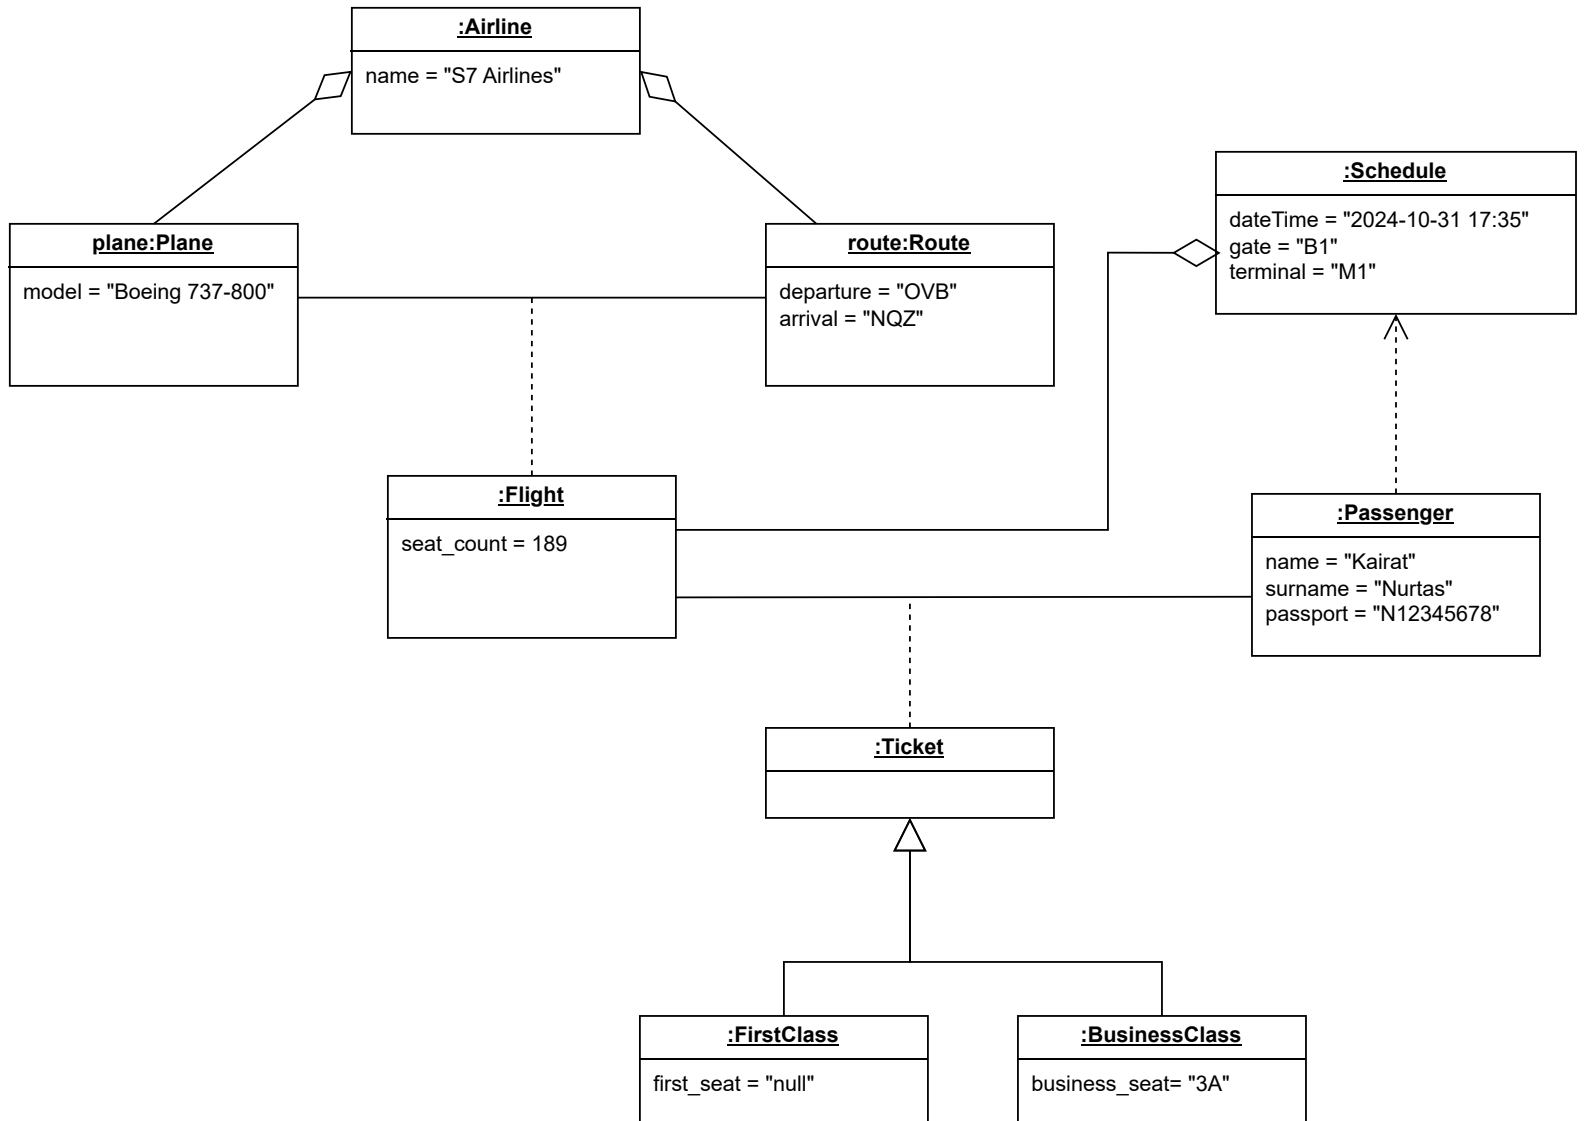 :Airline
name = "S7 Airlines"
:Schedule
dateTime = "2024-10-31 17:35"
gate = "B1"
terminal = "M1"
plane:Plane
model = "Boeing 737-800"
route:Route
departure = "OVB"
arrival = "NQZ"
:Flight
seat_count = 189
:Passenger
name = "Kairat"
surname = "Nurtas"
passport = "N12345678"
:Ticket
:FirstClass
first_seat = "null"
:BusinessClass
business_seat= "3A"